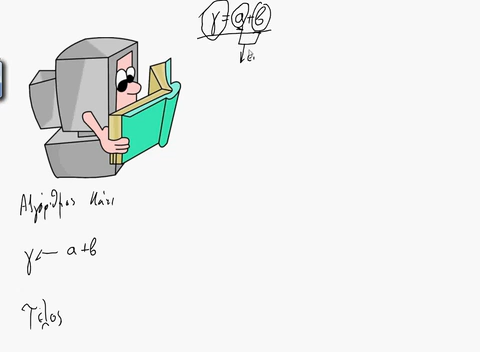 γ = α + β
Αλγόριθμος Κάτι
γ ← α + β
Τέλος